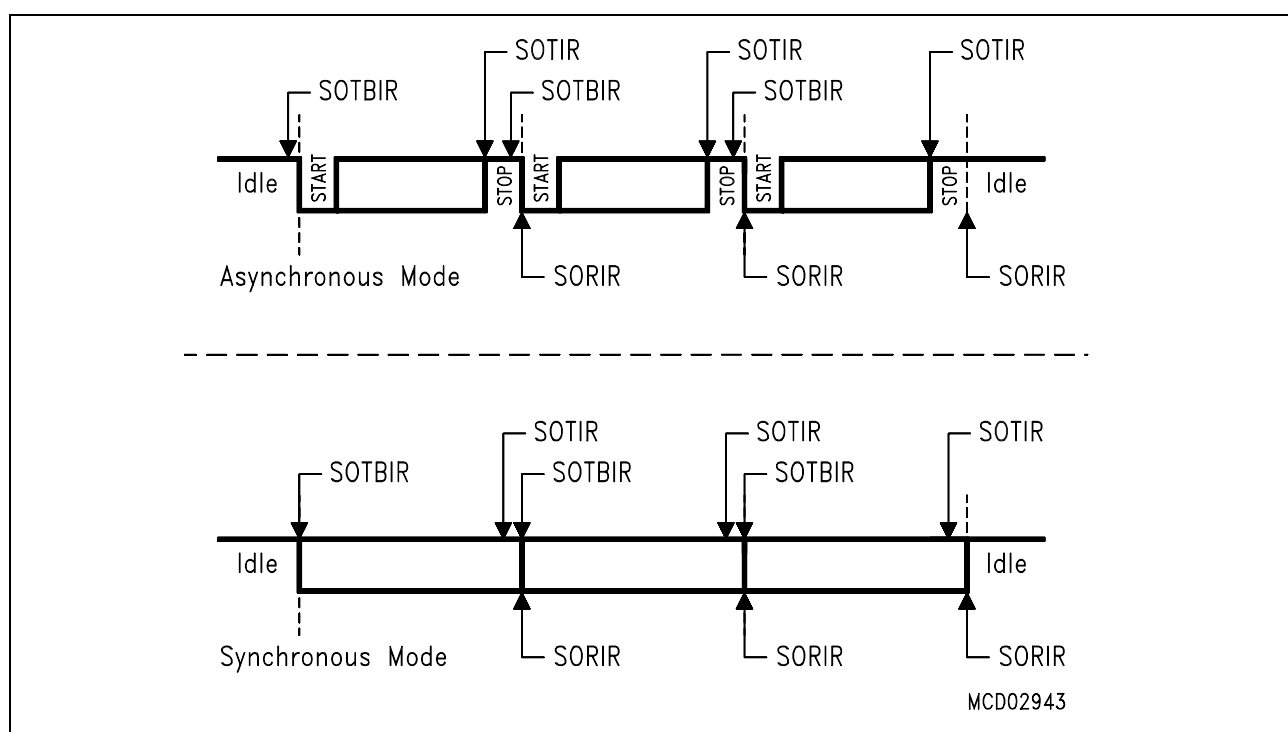 SOTIR SOTIR SOTIR
SOTBIR SOTBIR SOTBIR
Idle START STOP START STOP START STOP Idle
Asynchronous Mode SORIR SORIR SORIR
SOTIR SOTIR SOTIR
SOTBIR SOTBIR SOTBIR
Idle Idle
Synchronous Mode SORIR SORIR SORIR
MCD02943